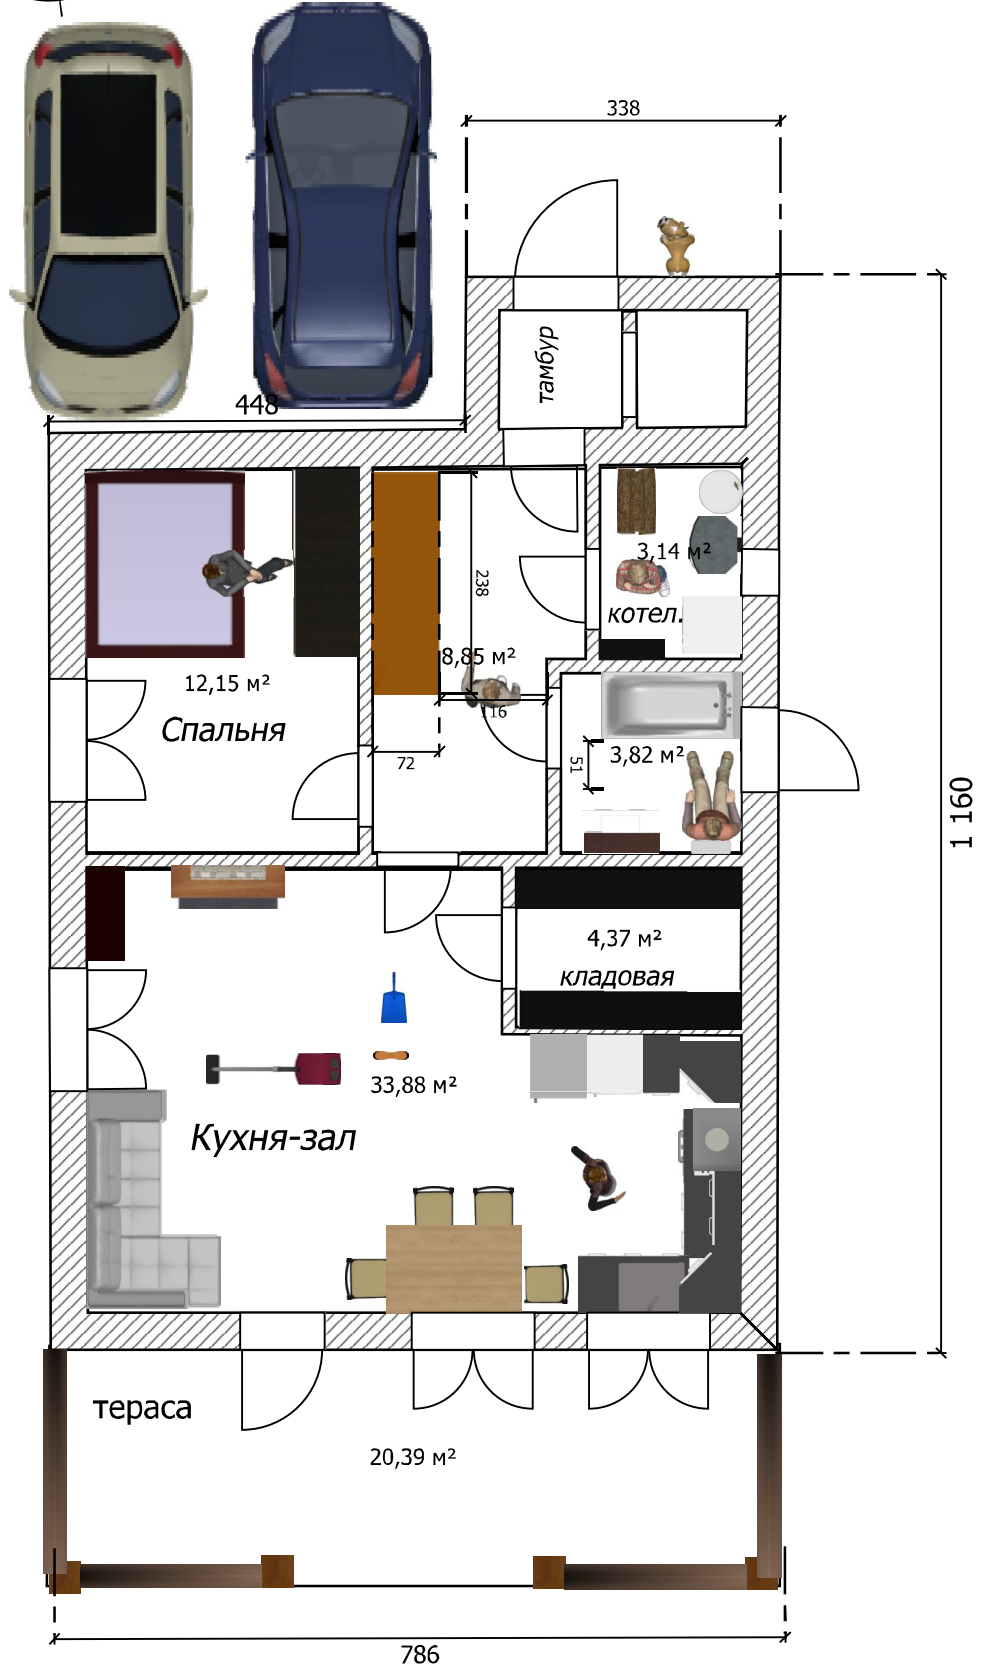 338
тамбур
448
238
3,14 м²
котел.
8,85 м²
12,15 м²
Спальня
116
72
51
3,82 м²
1 160
4,37 м²
кладовая
33,88 м²
Кухня-зал
тераса
20,39 м²
786